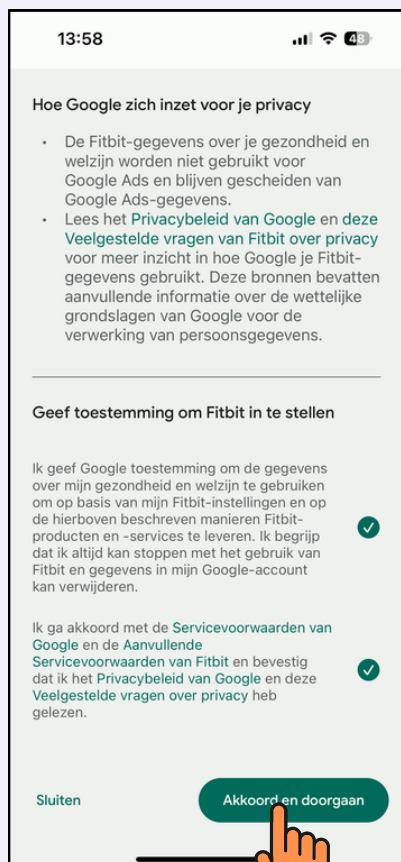 13:58
48
Hoe Google zich inzet voor je privacy
• De Fitbit-gegevens over je gezondheid en
welzijn worden niet gebruikt voor
Google Ads en blijven gescheiden van
Google Ads-gegevens.
• Lees het Privacybeleid van Google en deze
Veelgestelde vragen van Fitbit over privacy
voor meer inzicht in hoe Google je Fitbit-
gegevens gebruikt. Deze bronnen bevatten
aanvullende informatie over de wettelijke
grondslagen van Google voor de
verwerking van persoonsgegevens.
Geef toestemming om Fitbit in te stellen
Ik geef Google toestemming om de gegevens
over mijn gezondheid en welzijn te gebruiken
om op basis van mijn Fitbit-instellingen en op
de hierboven beschreven manieren Fitbit-
producten en -services te leveren. Ik begrijp
dat ik altijd kan stoppen met het gebruik van
Fitbit en gegevens in mijn Google-account
kan verwijderen.
Ik ga akkoord met de Servicevoorwaarden van
Google en de Aanvullende
Servicevoorwaarden van Fitbit en bevestig
dat ik het Privacybeleid van Google en deze
Veelgestelde vragen over privacy heb
gelezen.
Sluiten
Akkoord en doorgaan